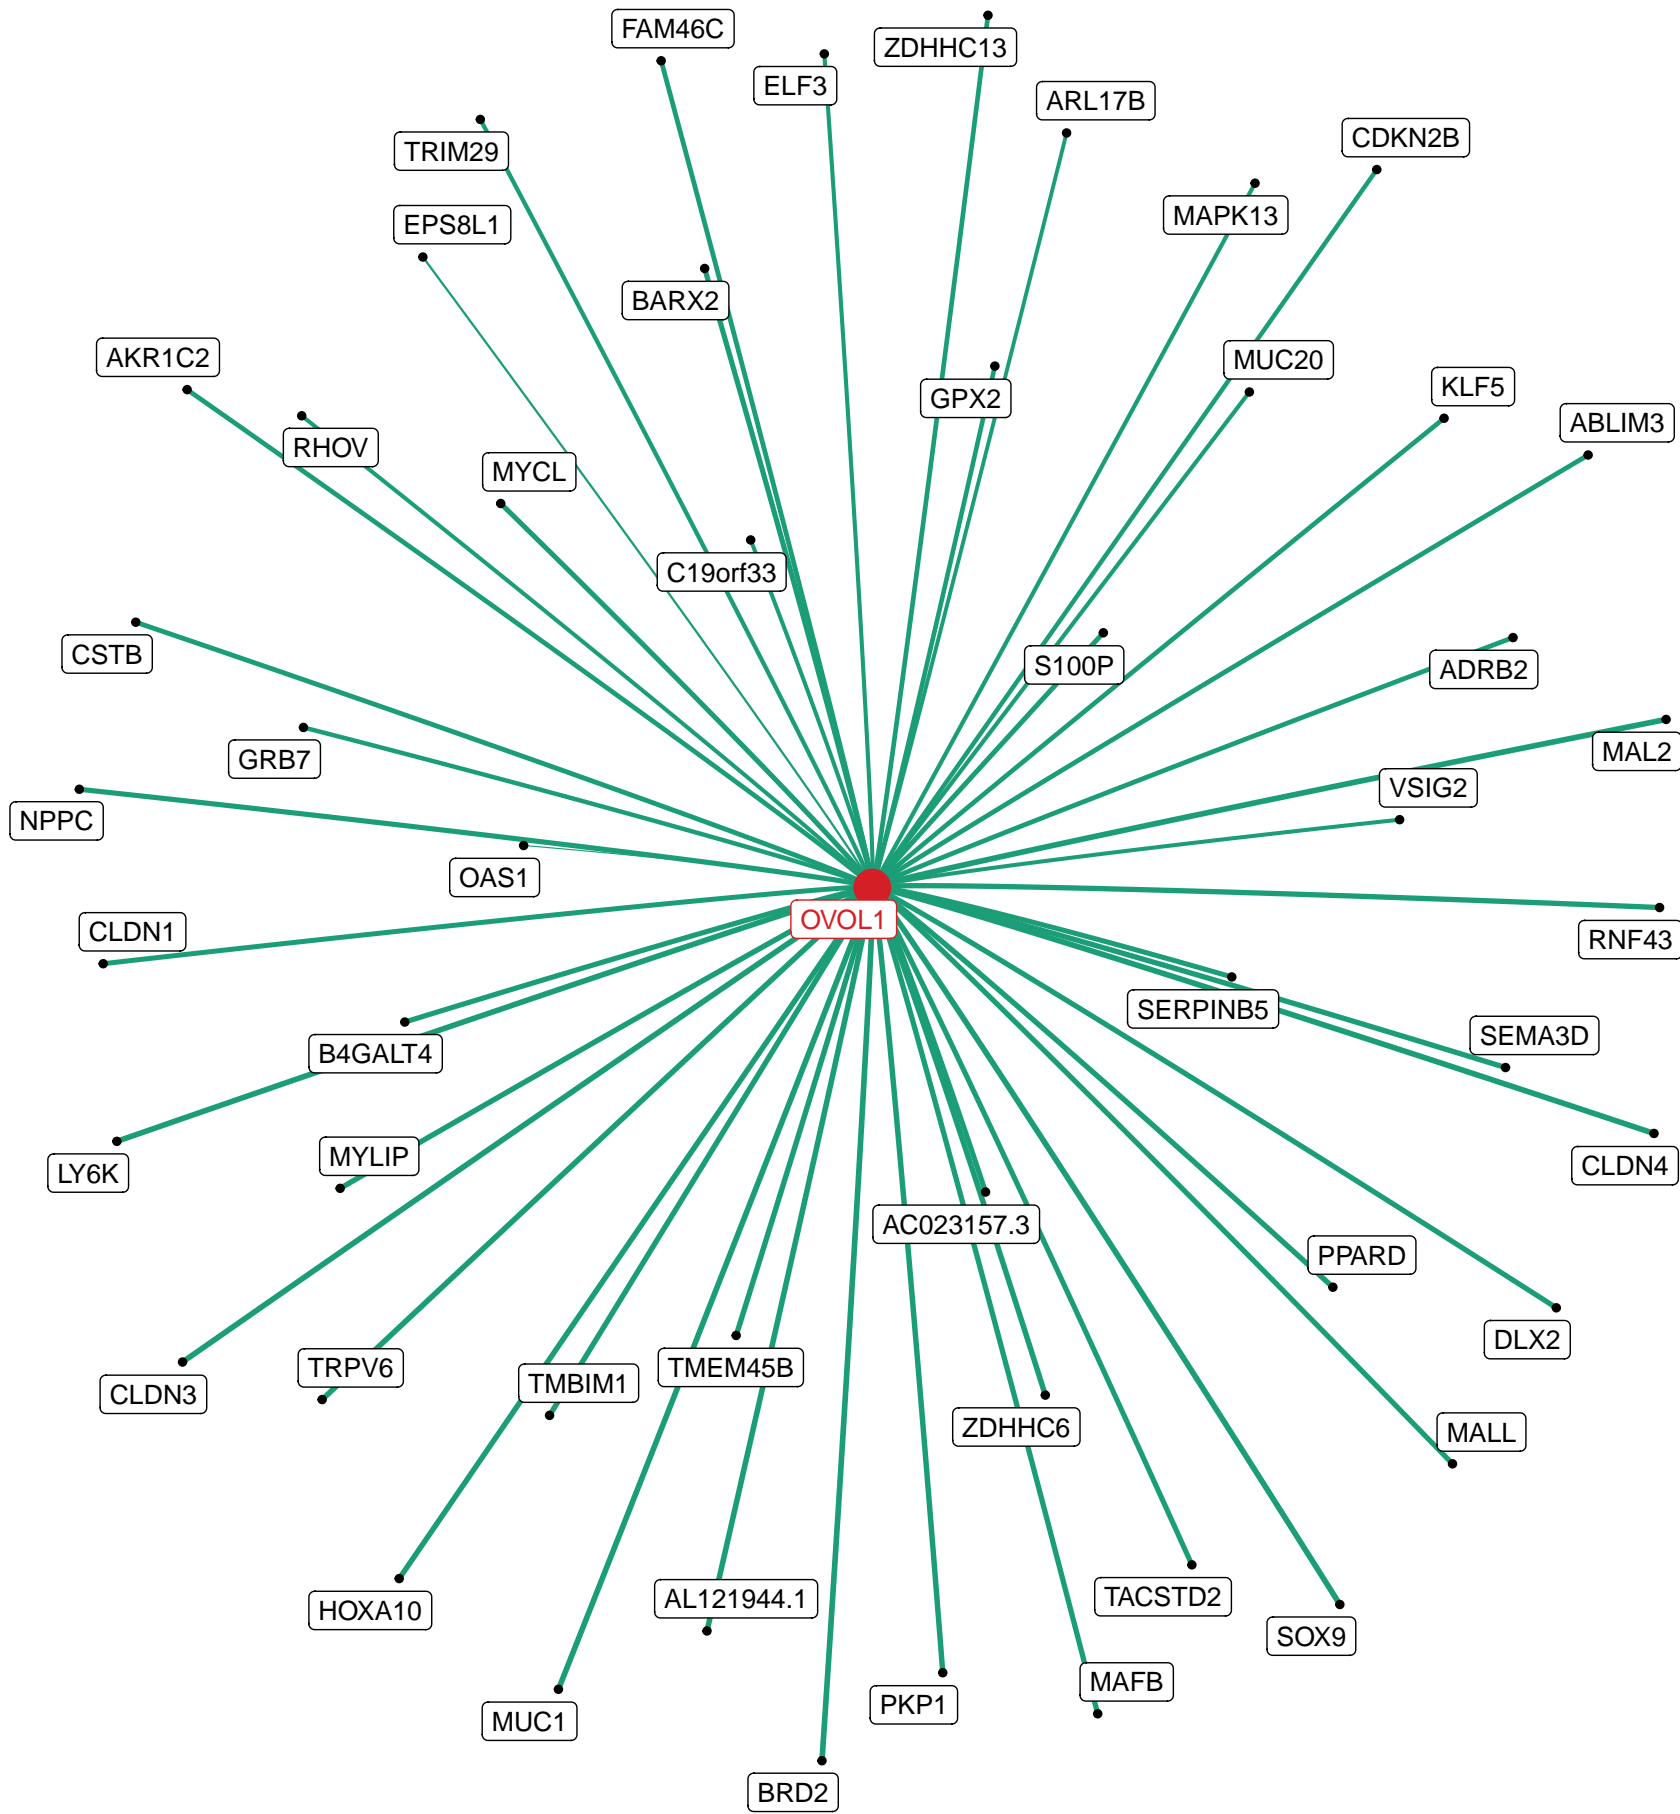 FAM46C
ZDHHC13
ELF3
ARL17B
CDKN2B
TRIM29
MAPK13
EPS8L1
BARX2
AKR1C2
MUC20
KLF5
GPX2
ABLIM3
RHOV
MYCL
C19orf33
CSTB
S100P
ADRB2
MAL2
GRB7
VSIG2
NPPC
OAS1
OVOL1
CLDN1
RNF43
SERPINB5
SEMA3D
B4GALT4
MYLIP
CLDN4
LY6K
AC023157.3
PPARD
DLX2
TRPV6
TMEM45B
TMBIM1
CLDN3
ZDHHC6
MALL
TACSTD2
AL121944.1
HOXA10
SOX9
MAFB
PKP1
MUC1
BRD2